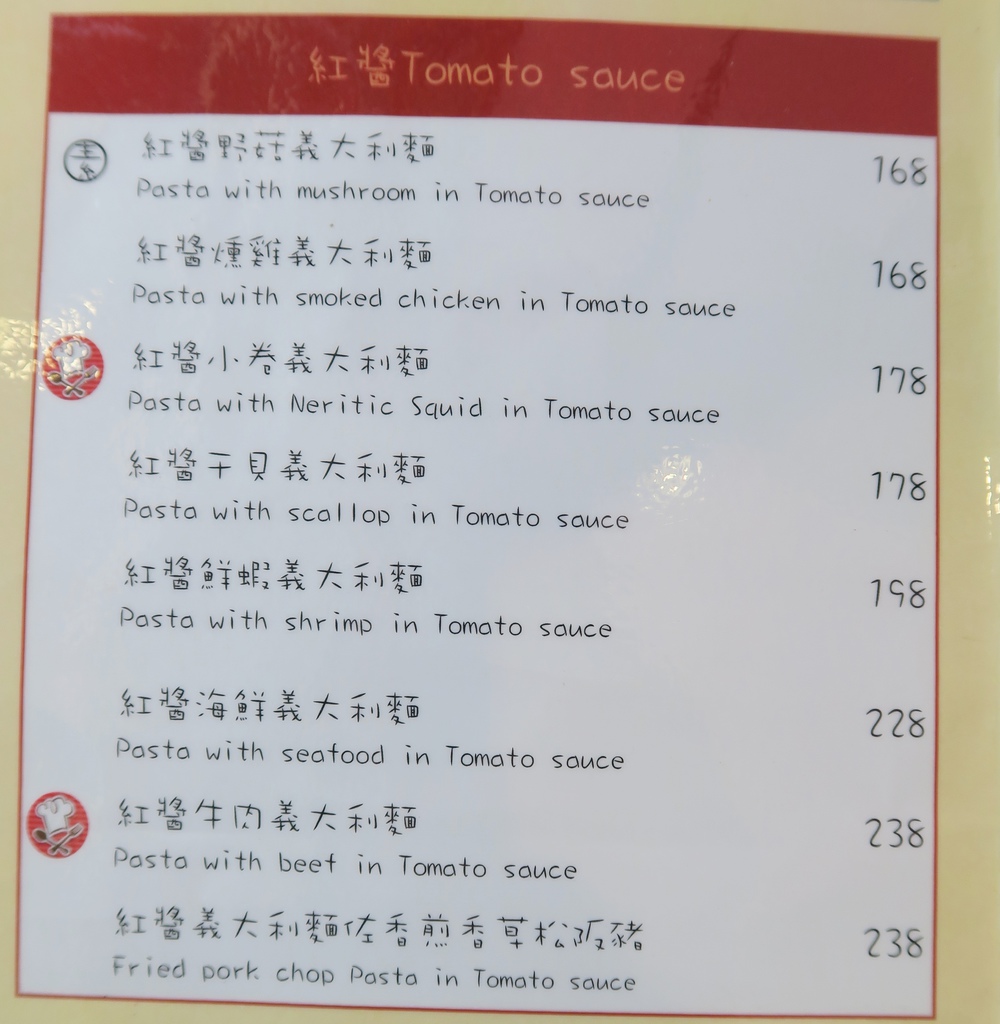 紅醬Tomato sauce
素
紅醬野菇義大利麵
168
Pasta with mushroom in Tomato sauce
紅醬燻雞義大利麵
168
Pasta with smoked chicken in Tomato sauce
紅醬小卷義大利麵
178
Pasta with Neritic Squid in Tomato sauce
紅醬干貝義大利麵
178
Pasta with scallop in Tomato sauce
紅醬鮮蝦義大利麵
198
Pasta with shrimp in Tomato sauce
紅醬海鮮義大利麵
228
Pasta with seafood in Tomato sauce
紅醬牛肉義大利麵
238
Pasta with beef in Tomato sauce
紅醬義大利麵佐香煎香草松阪豬
238
Fried pork chop Pasta in Tomato sauce